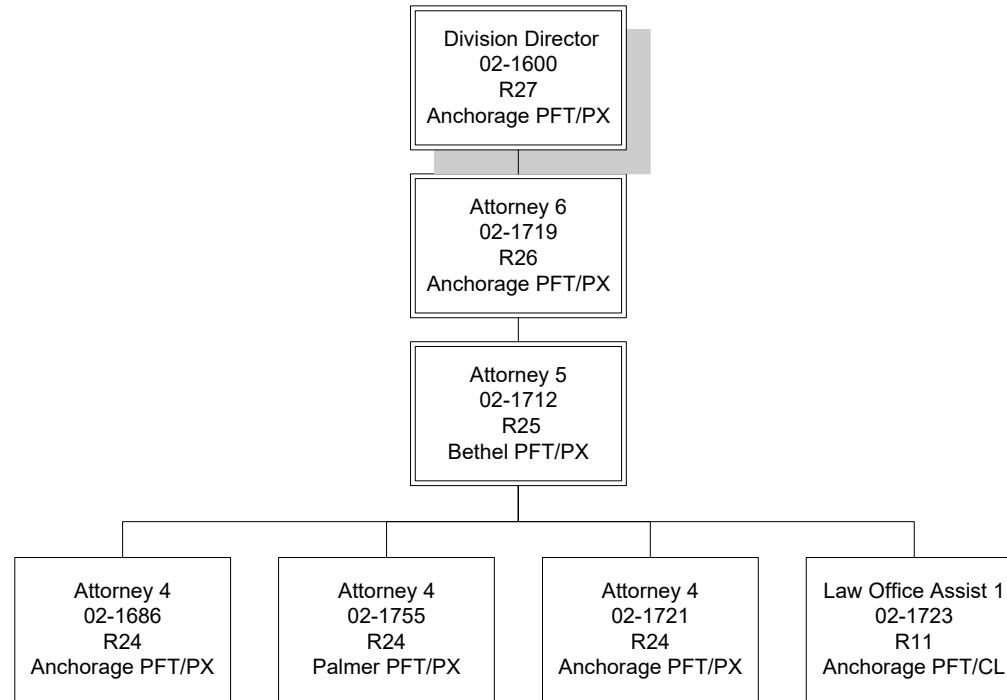 Division Director
02-1600
R27
Anchorage PFT/PX
Attorney 6
02-1719
R26
Anchorage PFT/PX
Attorney 5
02-1712
R25
Bethel PFT/PX
Attorney 4
02-1686
R24
Anchorage PFT/PX
Attorney 4
02-1755
R24
Palmer PFT/PX
Attorney 4
02-1721
R24
Anchorage PFT/PX
Law Office Assist 1
02-1723
R11
Anchorage PFT/CL